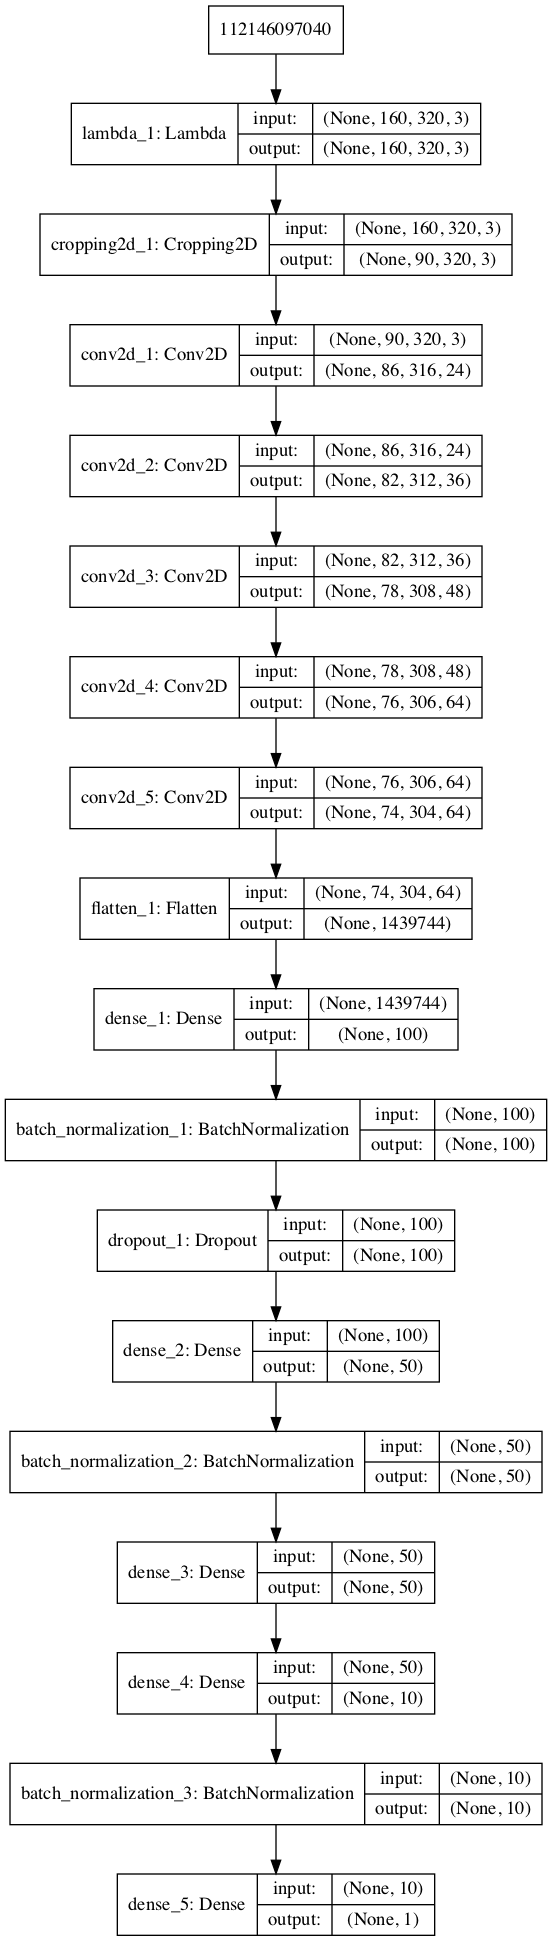 112146097040
lambda_1: Lambda
input: (None, 160, 320, 3)
output: (None, 160, 320, 3)
cropping2d_1: Cropping2D
input: (None, 160, 320, 3)
output: (None, 90, 320, 3)
conv2d_1: Conv2D
input: (None, 90, 320, 3)
output: (None, 86, 316, 24)
conv2d_2: Conv2D
input: (None, 86, 316, 24)
output: (None, 82, 312, 36)
conv2d_3: Conv2D
input: (None, 82, 312, 36)
output: (None, 78, 308, 48)
conv2d_4: Conv2D
input: (None, 78, 308, 48)
output: (None, 76, 306, 64)
conv2d_5: Conv2D
input: (None, 76, 306, 64)
output: (None, 74, 304, 64)
flatten_1: Flatten
input: (None, 74, 304, 64)
output: (None, 1439744)
dense_1: Dense
input: (None, 1439744)
output: (None, 100)
batch_normalization_1: BatchNormalization
input: (None, 100)
output: (None, 100)
dropout_1: Dropout
input: (None, 100)
output: (None, 100)
dense_2: Dense
input: (None, 100)
output: (None, 50)
batch_normalization_2: BatchNormalization
input: (None, 50)
output: (None, 50)
dense_3: Dense
input: (None, 50)
output: (None, 50)
dense_4: Dense
input: (None, 50)
output: (None, 10)
batch_normalization_3: BatchNormalization
input: (None, 10)
output: (None, 10)
dense_5: Dense
input: (None, 10)
output: (None, 1)